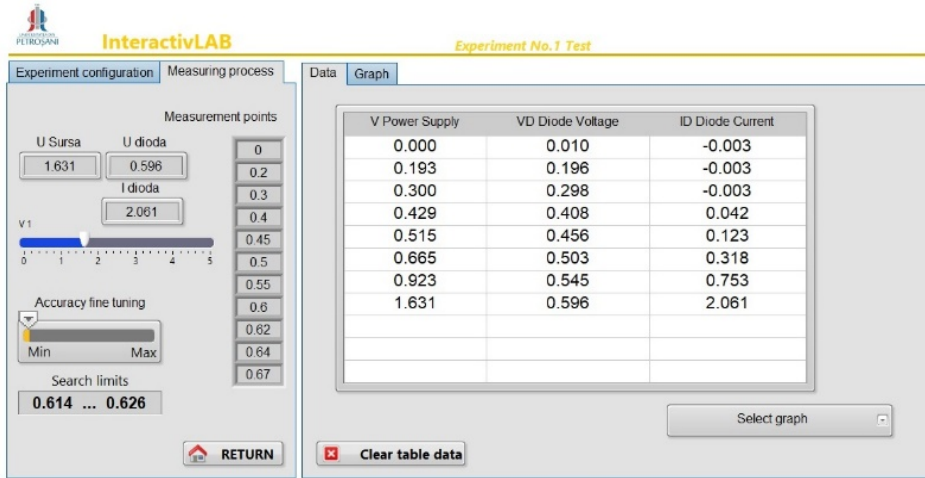 UNIVERSITATEA DIN
PETROȘANI
InteractivLAB
Experiment No.1 Test
Experiment configuration
Measuring process
Measurement points
U Sursa
U dioda
1.631
0.596
I dioda
2.061
V 1
0 1 2 3 4 5
Accuracy fine tuning
Min Max
Search limits
0.614 ... 0.626
0
0.2
0.3
0.4
0.45
0.5
0.55
0.6
0.62
0.64
0.67
RETURN
Data
Graph
V Power Supply VD Diode Voltage ID Diode Current
0.000 0.010 -0.003
0.193 0.196 -0.003
0.300 0.298 -0.003
0.429 0.408 0.042
0.515 0.456 0.123
0.665 0.503 0.318
0.923 0.545 0.753
1.631 0.596 2.061
Select graph
Clear table data